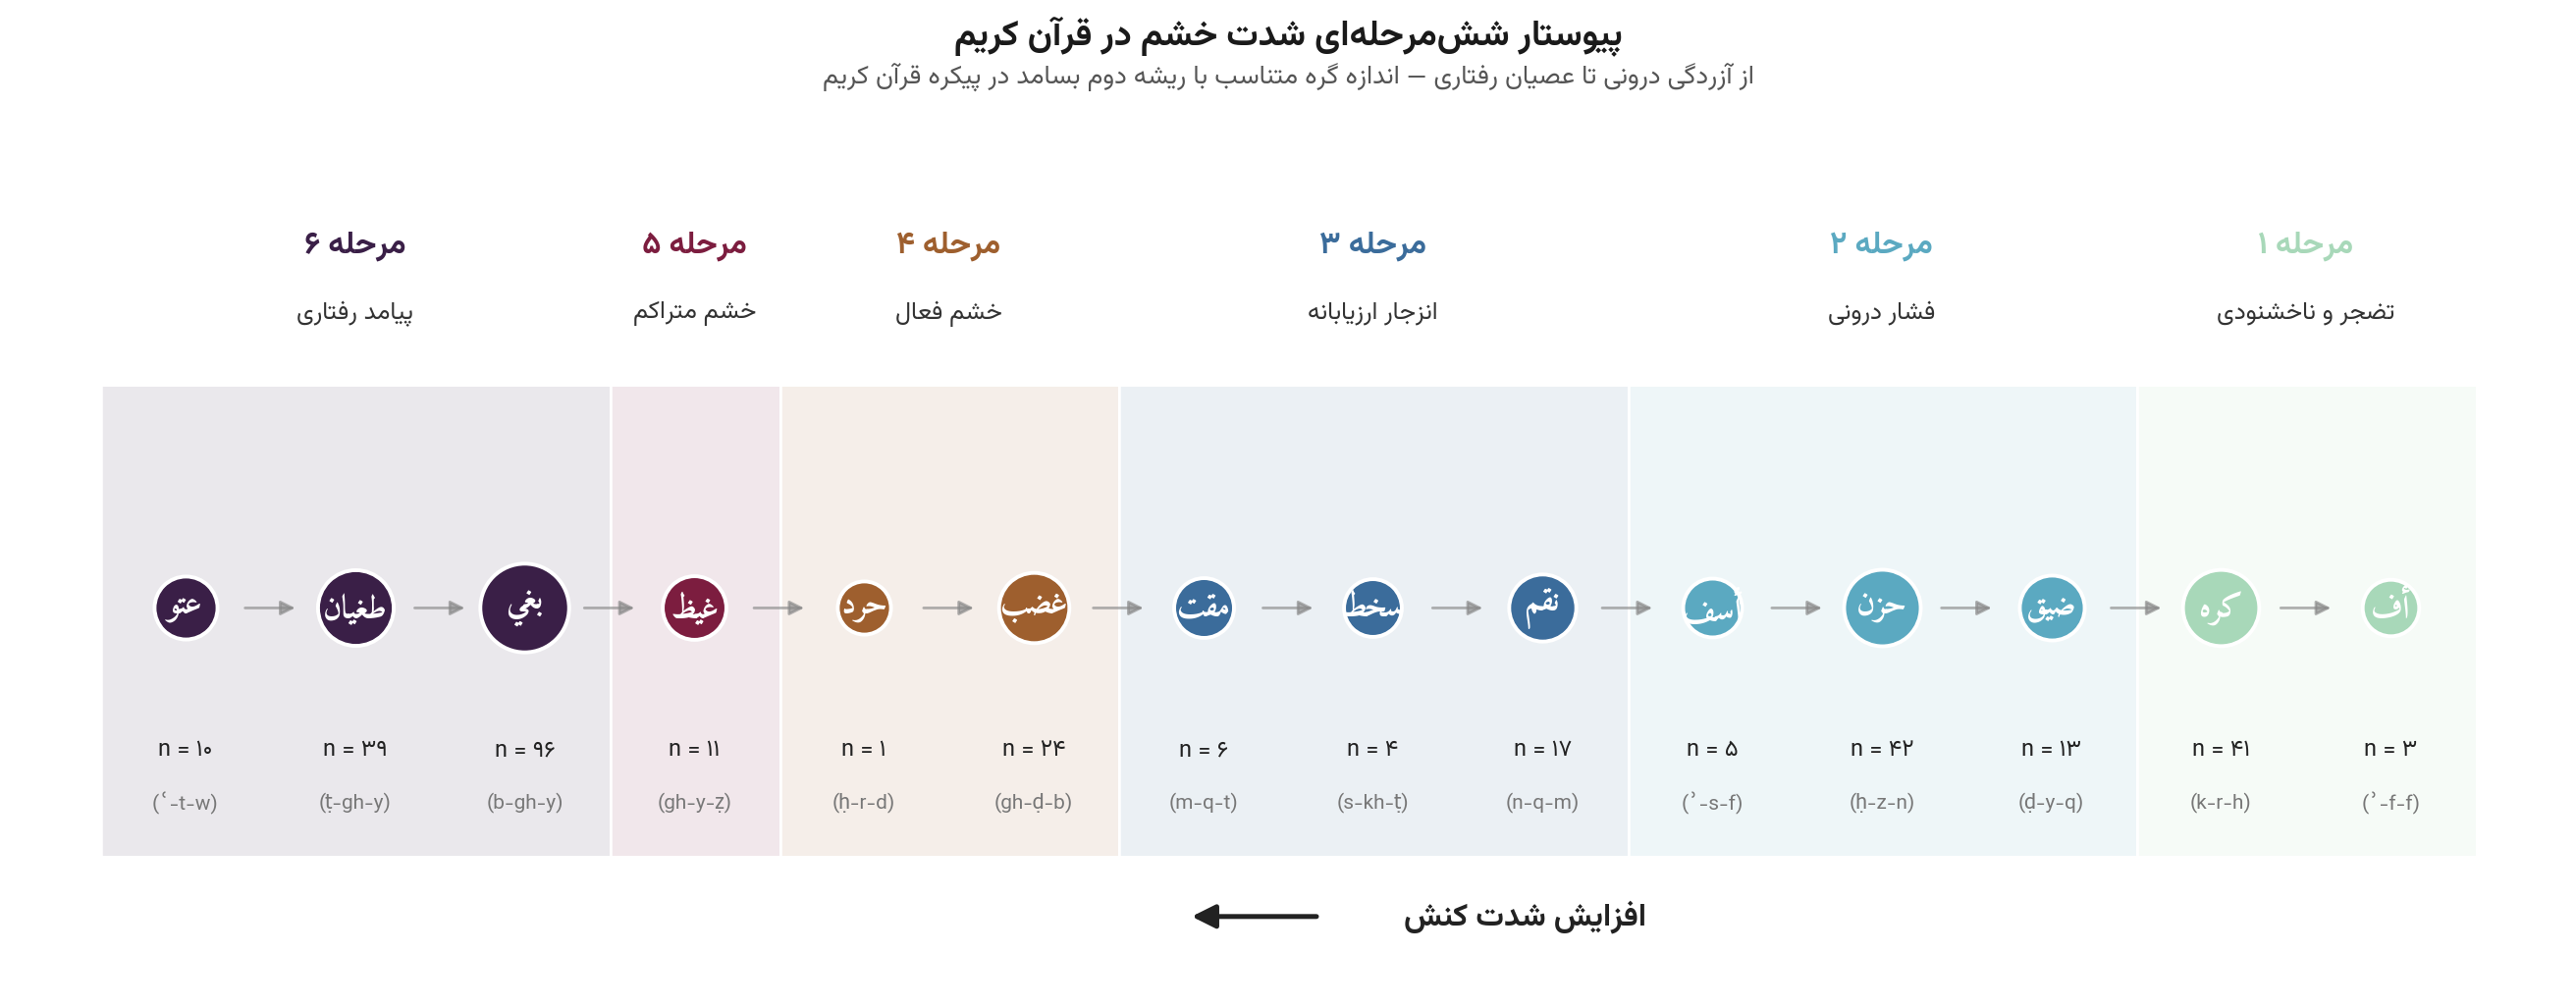 پیوستار شش‌مرحله‌ای شدت خشم در قرآن کریم
از آزردگی درونی تا عصیان رفتاری — اندازه گره متناسب با ریشه دوم بسامد در پیکره قرآن کریم
مرحله ۱ مرحله ۲ مرحله ۳ مرحله ۴ مرحله ۵ مرحله ۶
تضجر و ناخشنودی فشار درونی انزجار ارزیابانه خشم فعال خشم متراکم پیامد رفتاری
أف کره ضيق حزن أسف نقم سخط مقت غضب حرد غيظ بغي طغيان عتو
n = ۳ n = ۴۱ n = ۱۳ n = ۴۲ n = ۵ n = ۱۷ n = ۴ n = ۶ n = ۲۴ n = ۱ n = ۱۱ n = ۹۶ n = ۳۹ n = ۱۰
(ʾ-f-f) (k-r-h) (ḍ-y-q) (ḥ-z-n) (ʾ-s-f) (n-q-m) (s-kh-ṭ) (m-q-t) (gh-ḍ-b) (ḥ-r-d) (gh-y-ẓ) (b-gh-y) (ṭ-gh-y) (ʿ-t-w)
افزایش شدت کنش